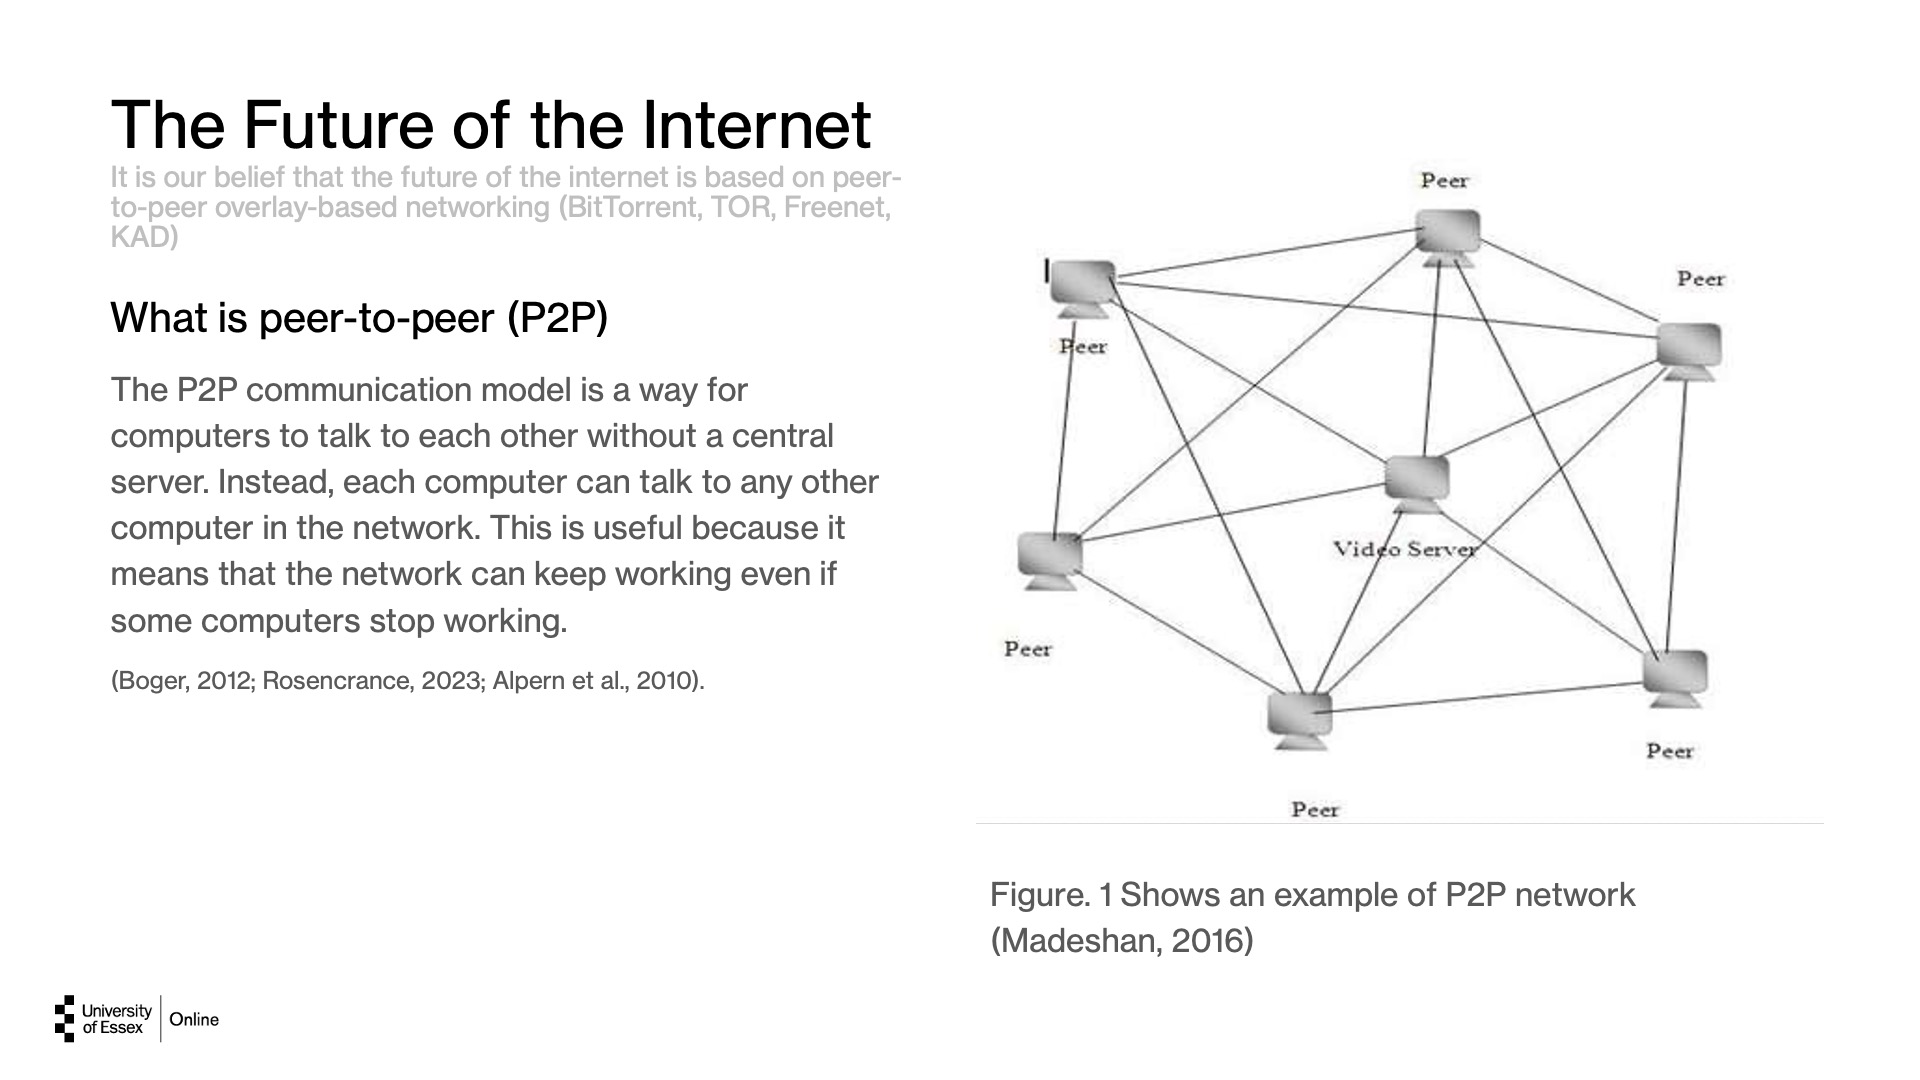 The Future of the Internet
It is our belief that the future of the internet is based on peer-
to-peer overlay-based networking (BitTorrent, TOR, Freenet,
KAD)
What is peer-to-peer (P2P)
The P2P communication model is a way for
computers to talk to each other without a central
server. Instead, each computer can talk to any other
computer in the network. This is useful because it
means that the network can keep working even if
some computers stop working.
(Boger, 2012; Rosencrance, 2023; Alpern et al., 2010).
Peer
Peer
Peer
Video Server
Peer
Peer
Peer
Figure. 1 Shows an example of P2P network
(Madeshan, 2016)
University
of Essex
Online